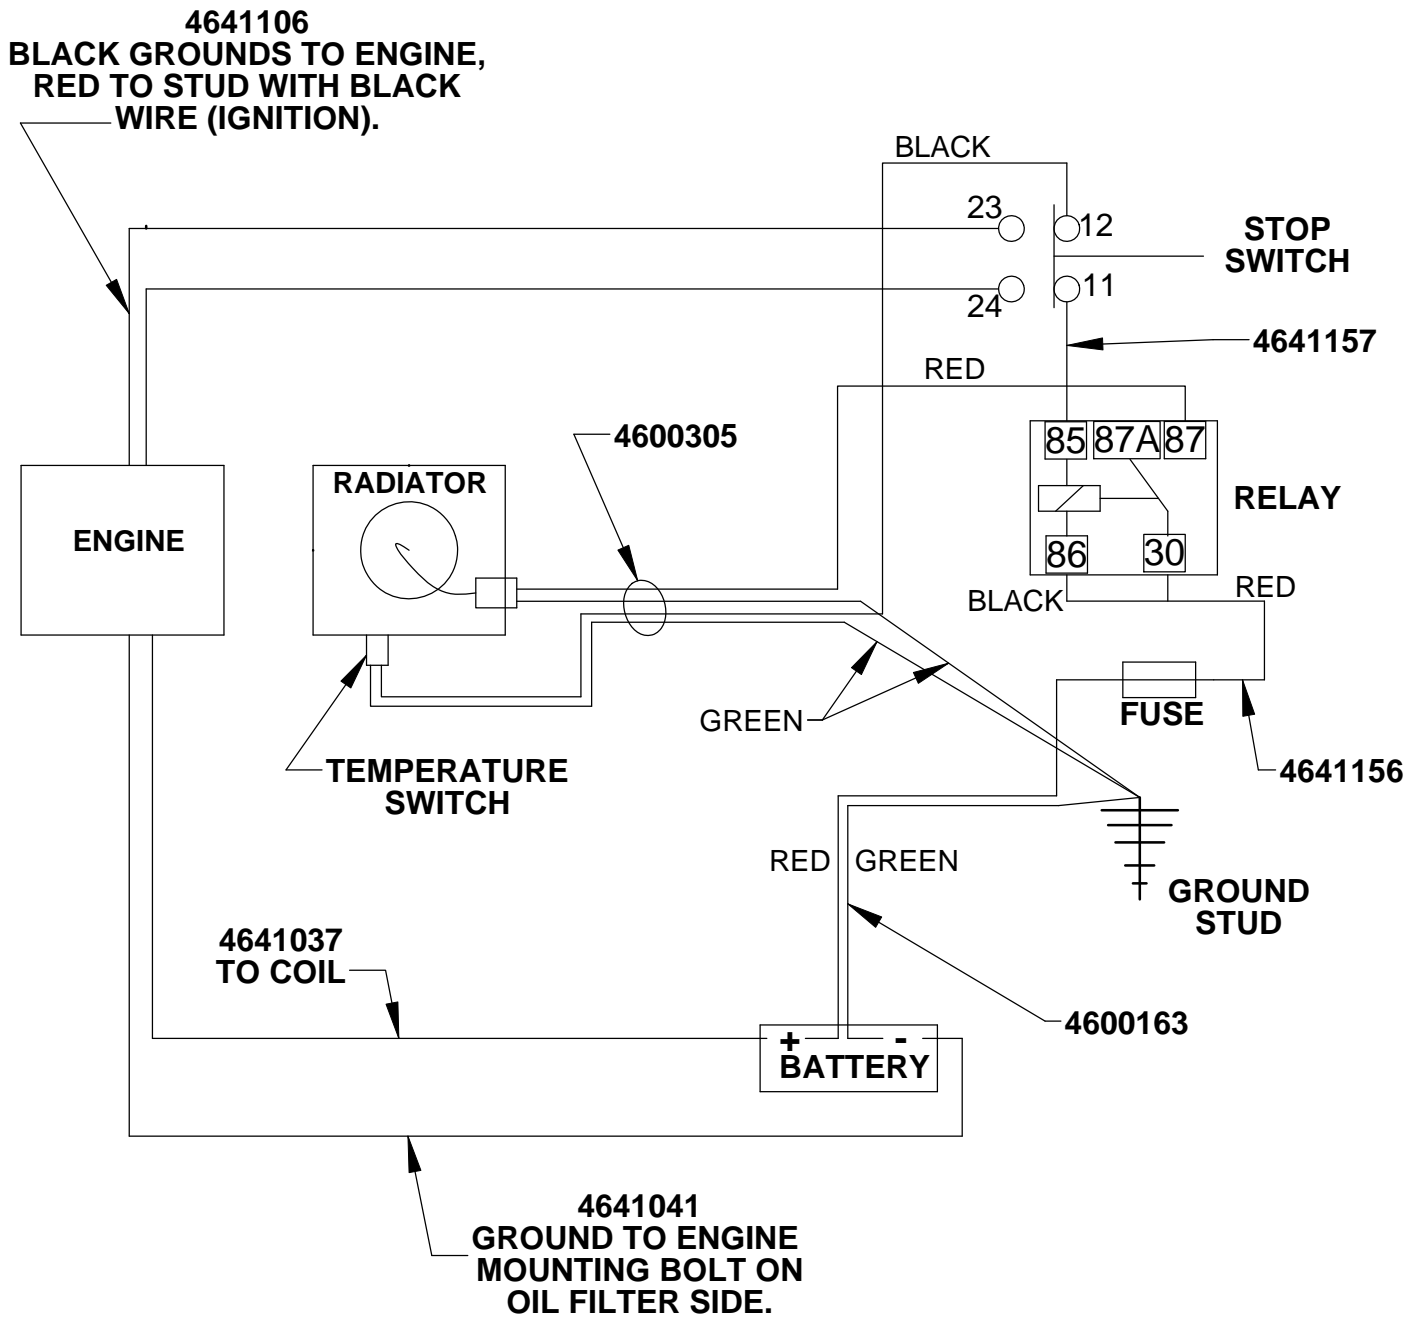 4641106
BLACK GROUNDS TO ENGINE,
RED TO STUD WITH BLACK
WIRE (IGNITION).
BLACK
23
12
STOP
SWITCH
24
11
4641157
RED
4600305
85
87A
87
RADIATOR
RELAY
ENGINE
86
30
BLACK
RED
GREEN
FUSE
TEMPERATURE
SWITCH
4641156
RED
GREEN
GROUND
STUD
4641037
TO COIL
4600163
+
-
BATTERY
4641041
GROUND TO ENGINE
MOUNTING BOLT ON
OIL FILTER SIDE.